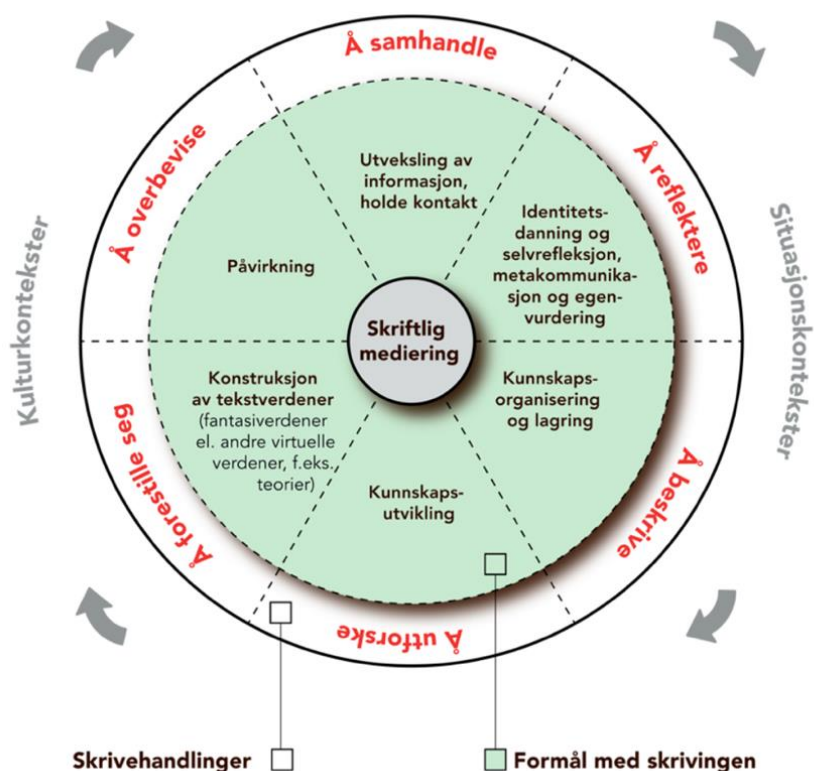 Å samhandle
Å overbevise
Å reflektere
Utveksling av
informasjon,
holde kontakt
Identitets-
danning og
selvrefleksjon,
metakommunika-
sjon og egen-
vurdering
Påvirkning
Kulturkontekster
Situasjonskontekster
Skriftlig
mediering
Konstruksjon
av tekstverdener
(fantasiverdener
el. andre virtuelle
verdener, f.eks.
teorier)
Kunnskaps-
organisering
og lagring
Kunnskaps-
utvikling
Å forestille seg
Å beskrive
Å utforske
Skrivehandlinger
Formål med skrivingen